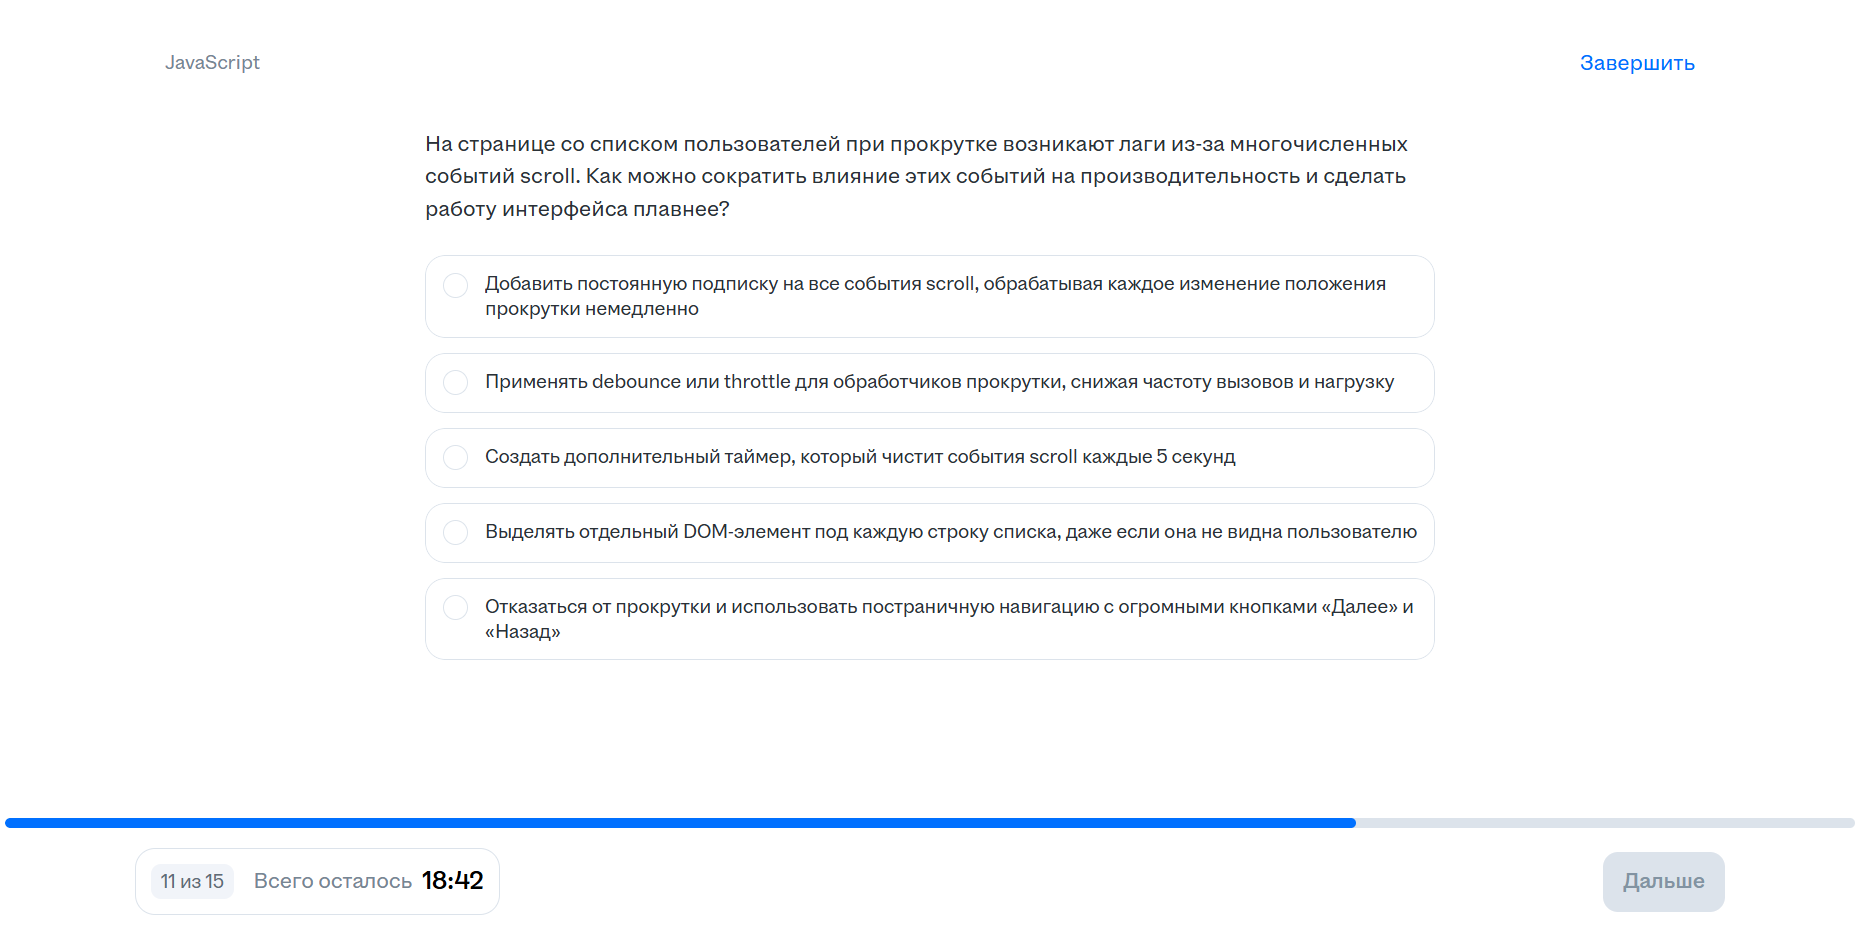 JavaScript
Завершить
На странице со списком пользователей при прокрутке возникают лаги из-за многочисленных
событий scroll. Как можно сократить влияние этих событий на производительность и сделать
работу интерфейса плавнее?
Добавить постоянную подписку на все события scroll, обрабатывая каждое изменение положения
прокрутки немедленно
Применять debounce или throttle для обработчиков прокрутки, снижая частоту вызовов и нагрузку
Создать дополнительный таймер, который чистит события scroll каждые 5 секунд
Выделять отдельный DOM-элемент под каждую строку списка, даже если она не видна пользователю
Отказаться от прокрутки и использовать постраничную навигацию с огромными кнопками «Далее» и
«Назад»
11 из 15
Всего осталось 18:42
Дальше